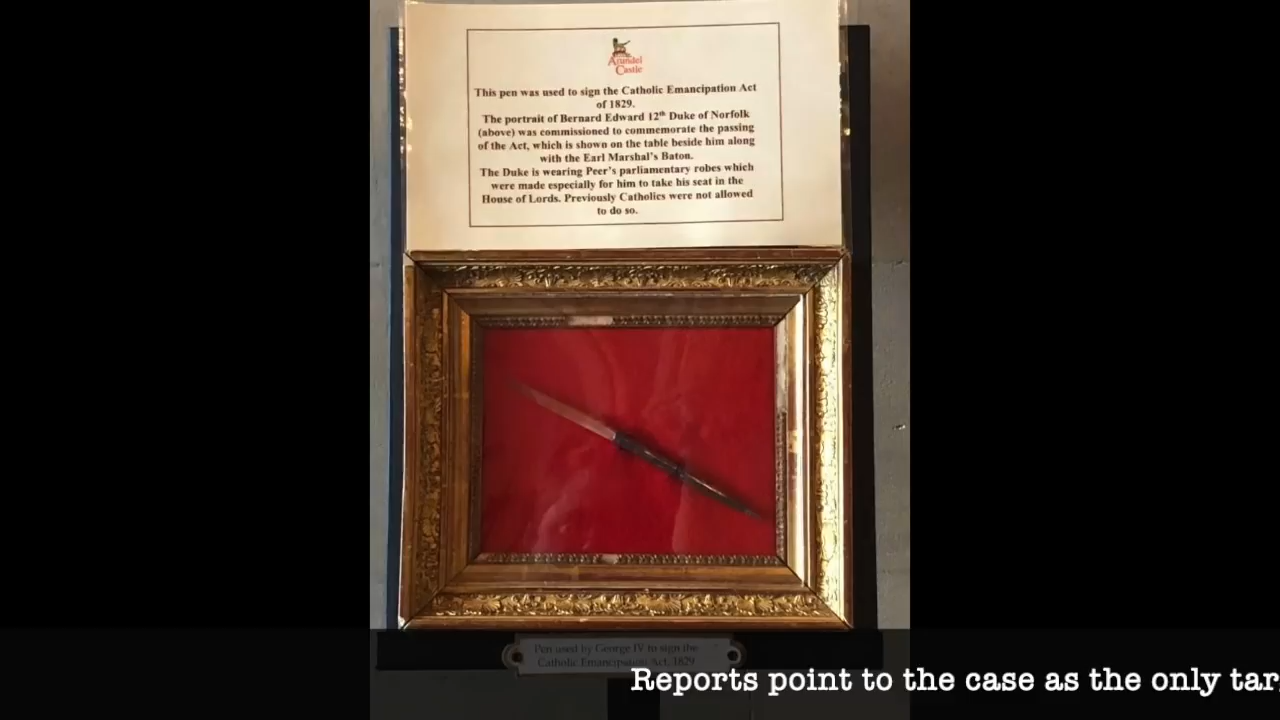 Arundel
Castle
This pen was used to sign the Catholic Emancipation Act
of 1829.
The portrait of Bernard Edward 12th Duke of Norfolk
(above) was commissioned to commemorate the passing
of the Act, which is shown on the table beside him along
with the Earl Marshal's Baton.
The Duke is wearing Peer's parliamentary robes which
were made especially for him to take his seat in the
House of Lords. Previously Catholics were not allowed
to do so.
Pen used by George IV to sign the
Catholic Emancipation Act, 1829
Reports point to the case as the only